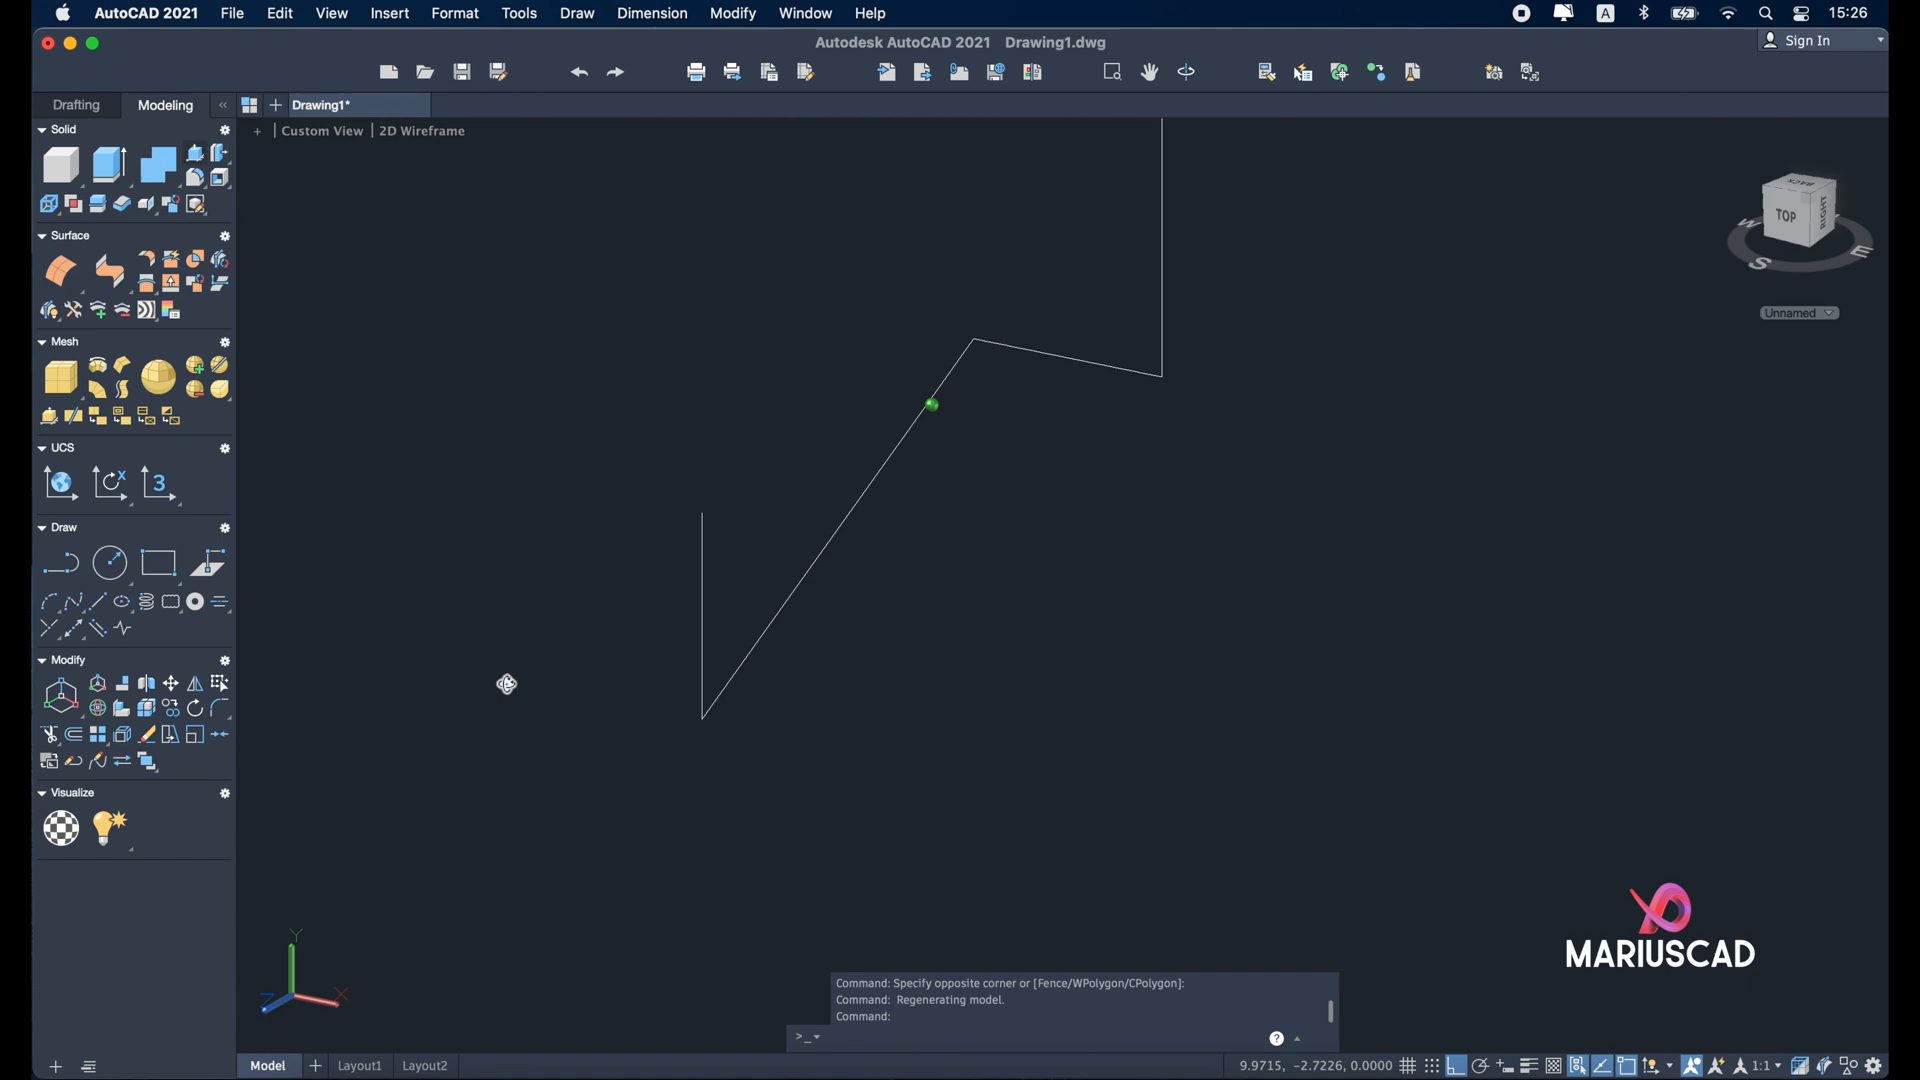 AutoCAD 2021 File Edit View Insert Format Tools Draw Dimension Modify Window Help A 15:26
Autodesk AutoCAD 2021 Drawing1.dwg Sign In
Drafting Modeling « Drawing1*
Solid
+ | Custom View | 2D Wireframe
BACK
TOP
RIGHT
W
S
E
Surface
Unnamed
Mesh
UCS
X
3
Draw
Modify
Visualize
Y
X
Z
MARIUSCAD
Command: Specify opposite corner or [Fence/WPolygon/CPolygon]:
Command: Regenerating model.
Command:
>_
?
Model + Layout1 Layout2 9.9715, -2.7226, 0.0000 1:1